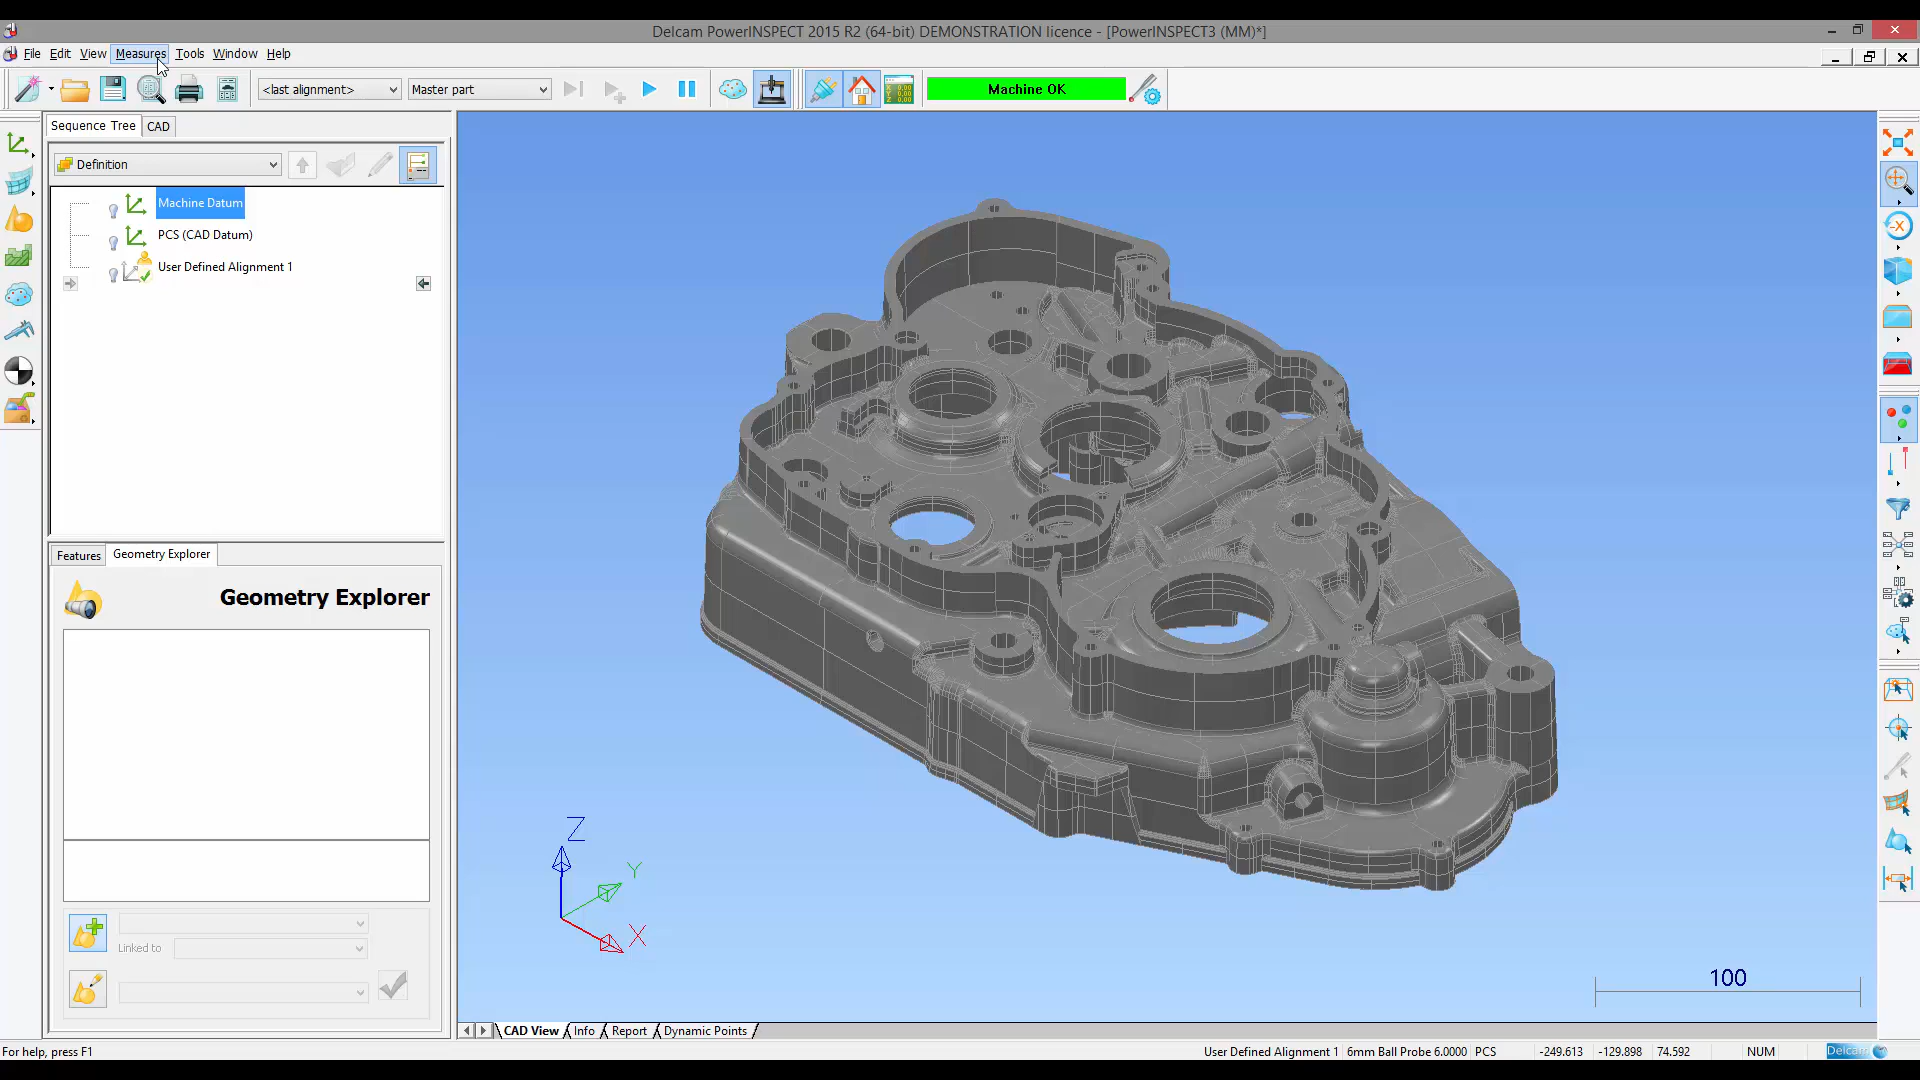 Delcam PowerINSPECT 2015 R2 (64-bit) DEMONSTRATION licence - [PowerINSPECT3 (MM)*]
File Edit View Measures Tools Window Help
<last alignment> Master part Machine OK
Sequence Tree CAD
Definition
Machine Datum
PCS (CAD Datum)
User Defined Alignment 1
Features Geometry Explorer
Geometry Explorer
Linked to
Z
Y
X
100
CAD View Info Report Dynamic Points
For help, press F1 User Defined Alignment 1 6mm Ball Probe 6.0000 PCS -249.613 -129.898 74.592 NUM Delcam